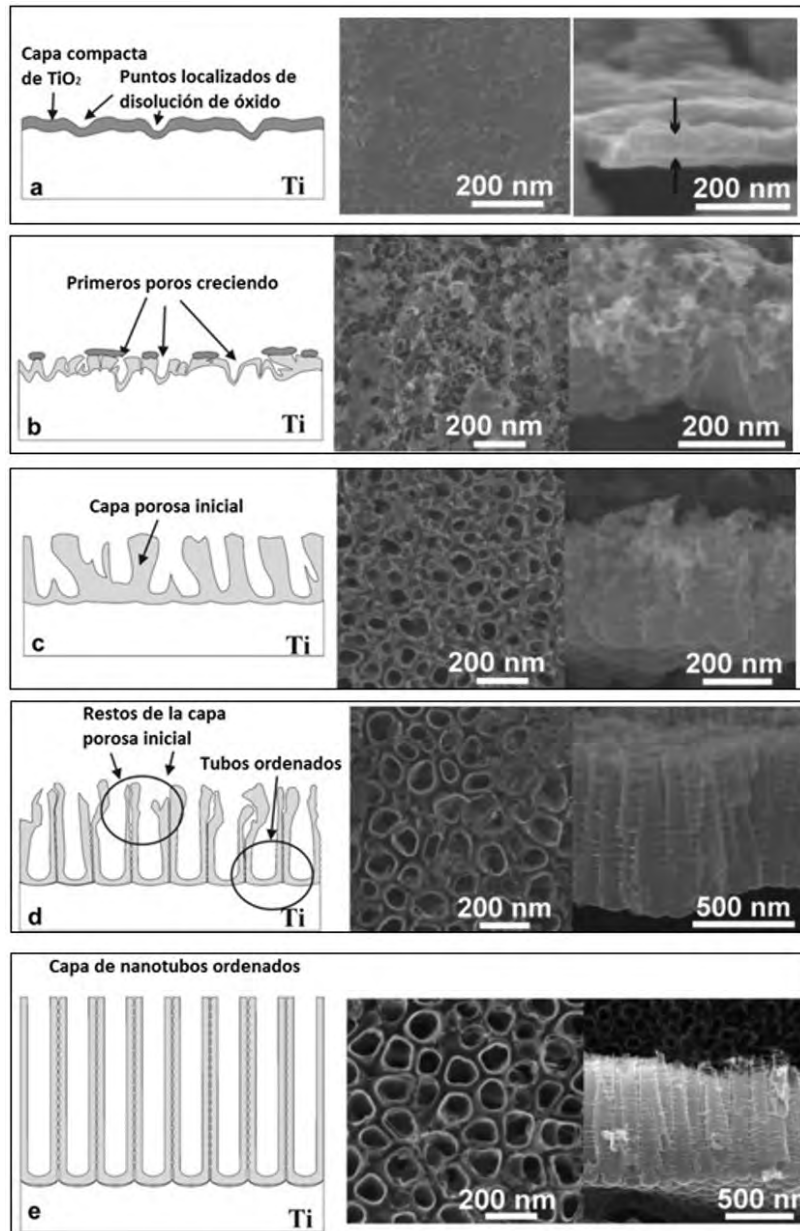 Capa compacta
de TiO₂
Puntos localizados de
disolución de óxido
Ti
a
200 nm
200 nm
Primeros poros creciendo
Ti
b
200 nm
200 nm
Capa porosa inicial
Ti
c
200 nm
200 nm
Restos de la capa
porosa inicial
Tubos ordenados
Ti
d
200 nm
500 nm
Capa de nanotubos ordenados
Ti
e
200 nm
500 nm